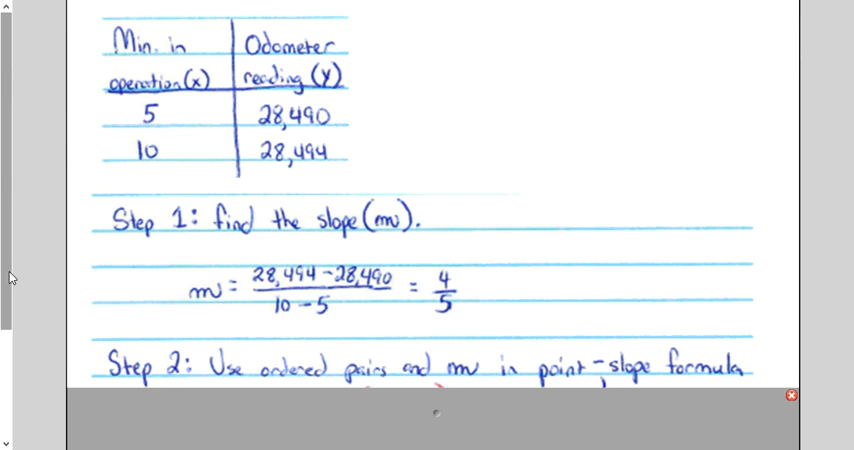 Min. in Odometer
operation(x) reading (y)
5 28,490
10 28,494
Step 1: find the slope (m).
m = 28,494 - 28,490 / 10 - 5 = 4/5
Step 2: Use ordered pairs and m in point-slope formula